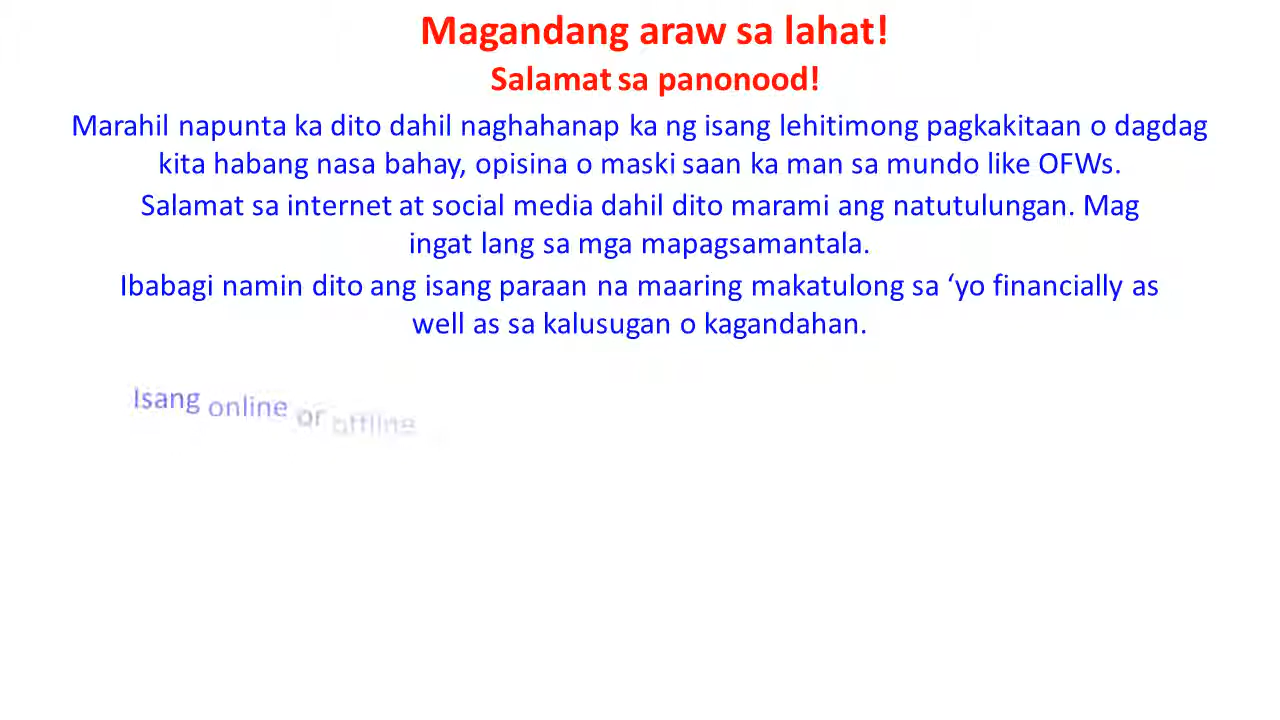 Magandang araw sa lahat!
Salamat sa panonood!
Marahil napunta ka dito dahil naghahanap ka ng isang lehitimong pagkakitaan o dagdag
kita habang nasa bahay, opisina o maski saan ka man sa mundo like OFWs.
Salamat sa internet at social media dahil dito marami ang natutulungan. Mag
ingat lang sa mga mapagsamantala.
Ibabagi namin dito ang isang paraan na maaring makatulong sa ‘yo financially as
well as sa kalusugan o kagandahan.
Isang online or offline